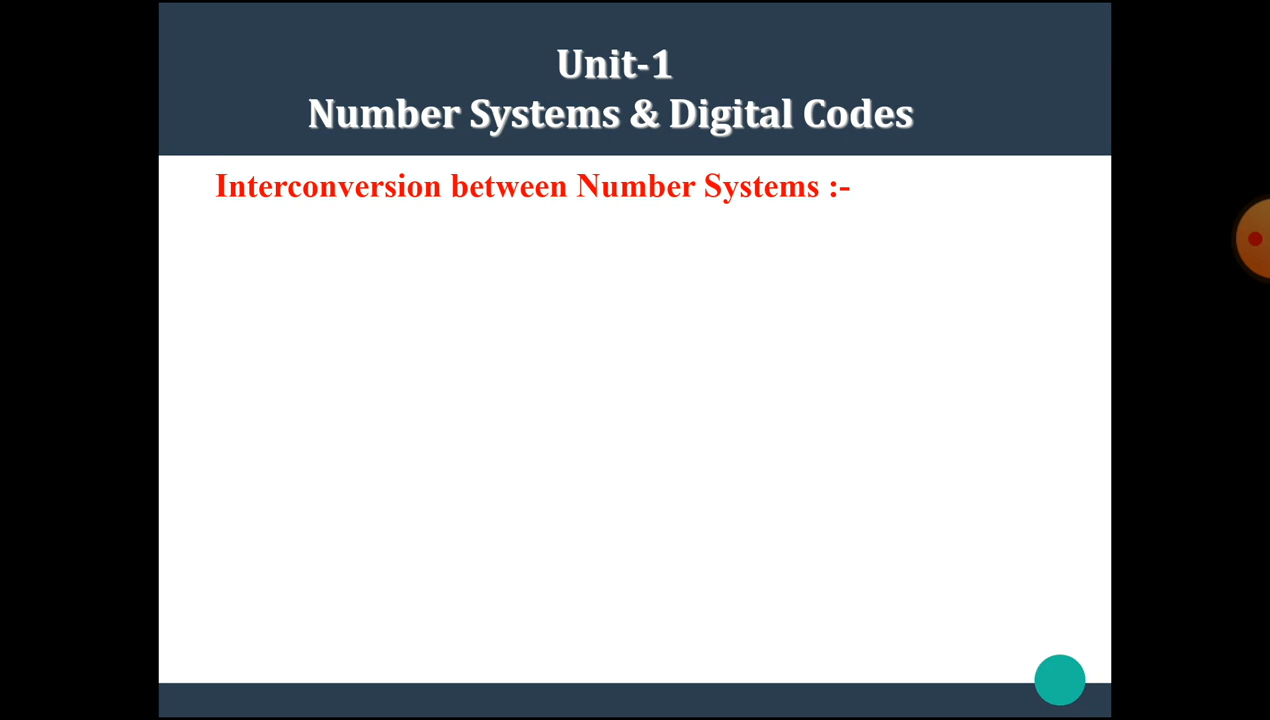 Unit-1
Number Systems & Digital Codes
Interconversion between Number Systems :-